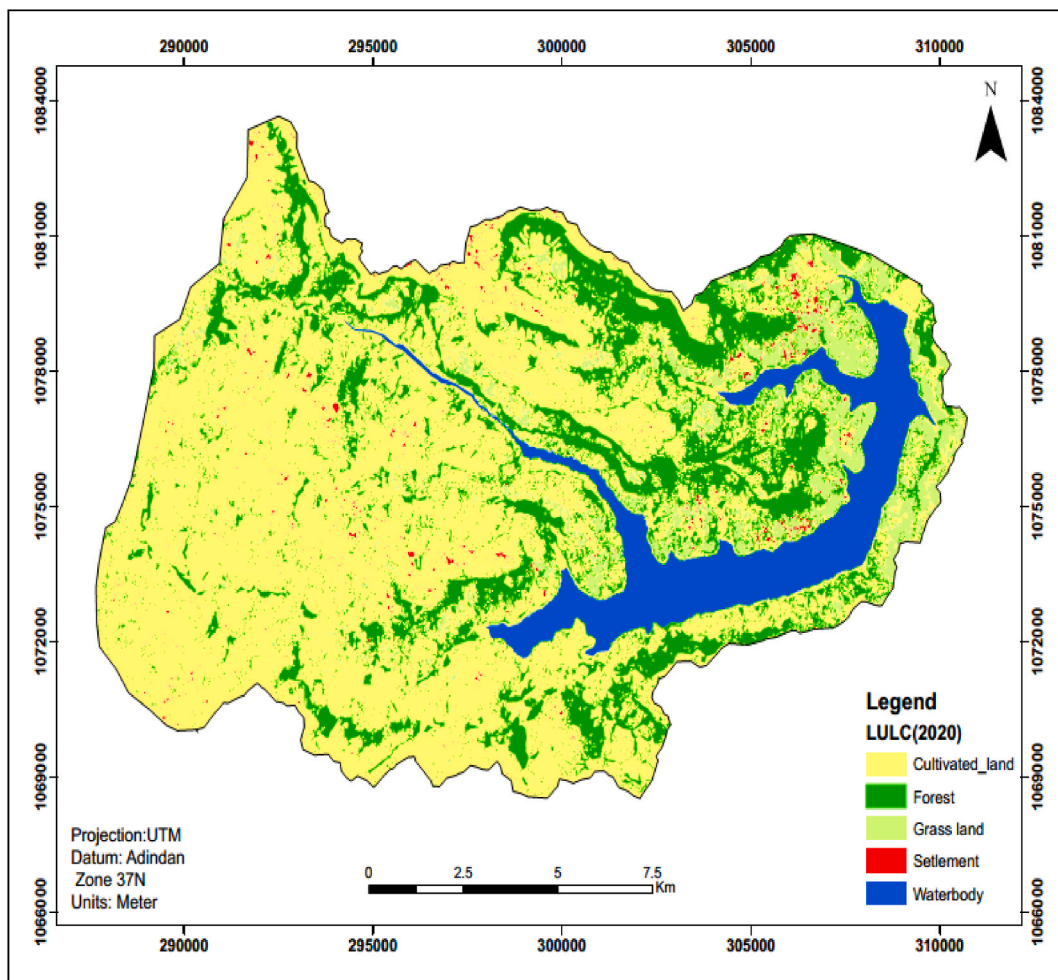 290000 295000 300000 305000 310000
N
1084000 1084000
1081000 1081000
1078000 1078000
1075000 1075000
1072000 1072000
1069000 1069000
1066000 1066000
Legend
LULC(2020)
Cultivated_land
Forest
Grass land
Setlement
Waterbody
Projection:UTM
Datum: Adindan
Zone 37N
Units: Meter
0 2.5 5 7.5
Km
290000 295000 300000 305000 310000